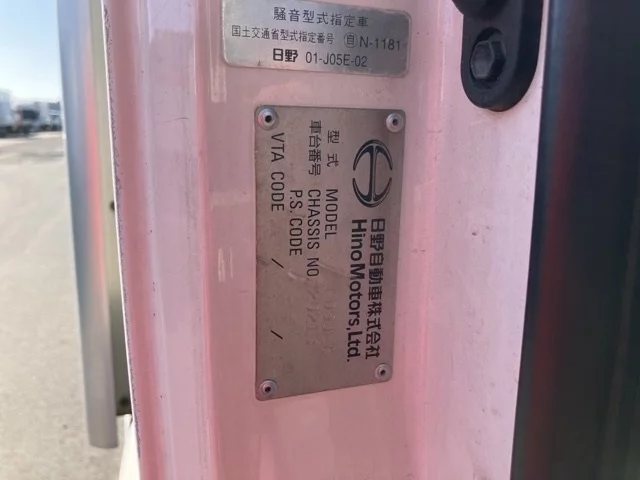 騒音型式指定車
国土交通省型式指定番号 (自)N-1181
日野 01-J05E-02
日野自動車株式会社
Hino Motors, Ltd.
型式 MODEL
車台番号 CHASSIS NO.
P.S. CODE /
VTA CODE /